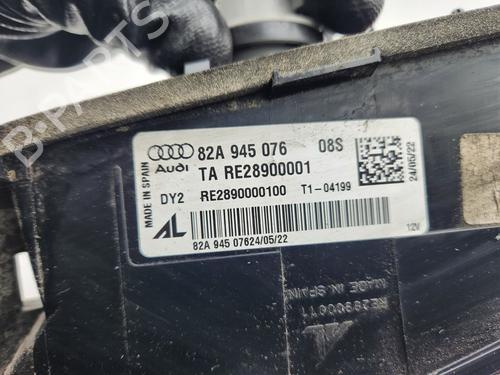 B-PARTS
MADE IN SPAIN
Audi
82A 945 076 08S
TA RE28900001
DY2 RE2890000100 T1-04199
24/05/22
AL
82A 945 07624/05/22
12V
MADE IN SPAIN
RE28900011